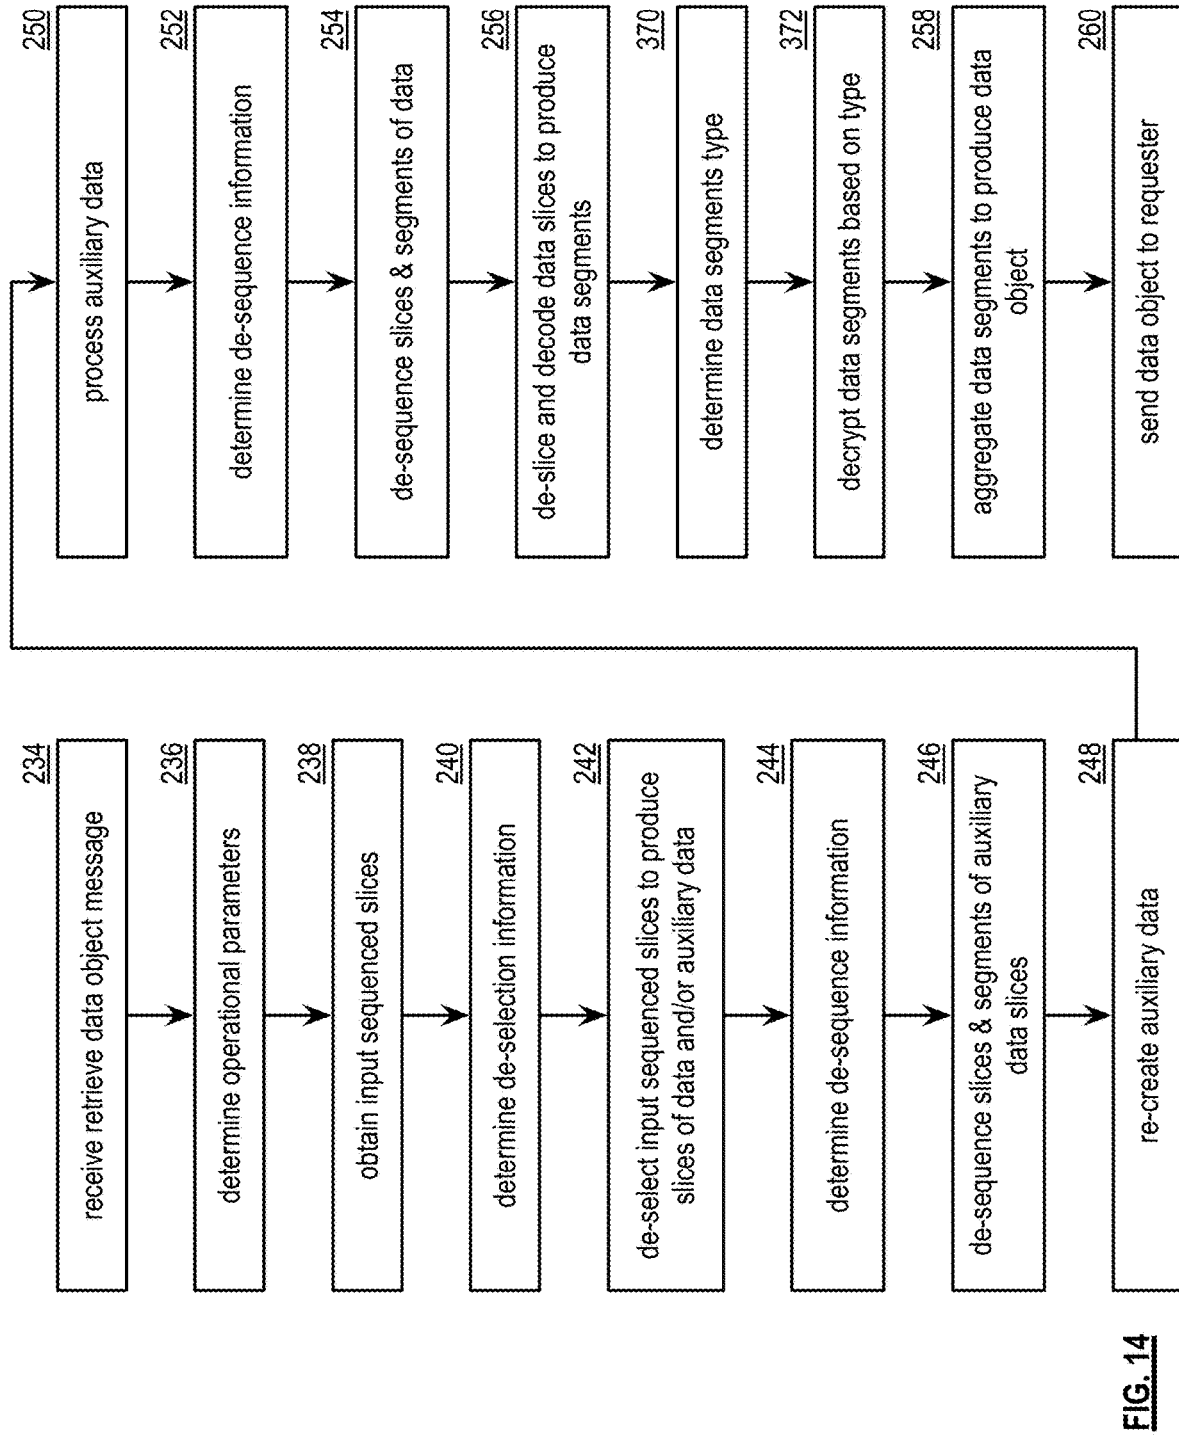 234
receive retrieve data object message
236
determine operational parameters
238
obtain input sequenced slices
240
determine de-selection information
242
de-select input sequenced slices to produce
slices of data and/or auxiliary data
244
determine de-sequence information
246
de-sequence slices & segments of auxiliary
data slices
248
re-create auxiliary data
250
process auxiliary data
252
determine de-sequence information
254
de-sequence slices & segments of data
256
de-slice and decode data slices to produce
data segments
370
determine data segments type
372
decrypt data segments based on type
258
aggregate data segments to produce data
object
260
send data object to requester
FIG. 14